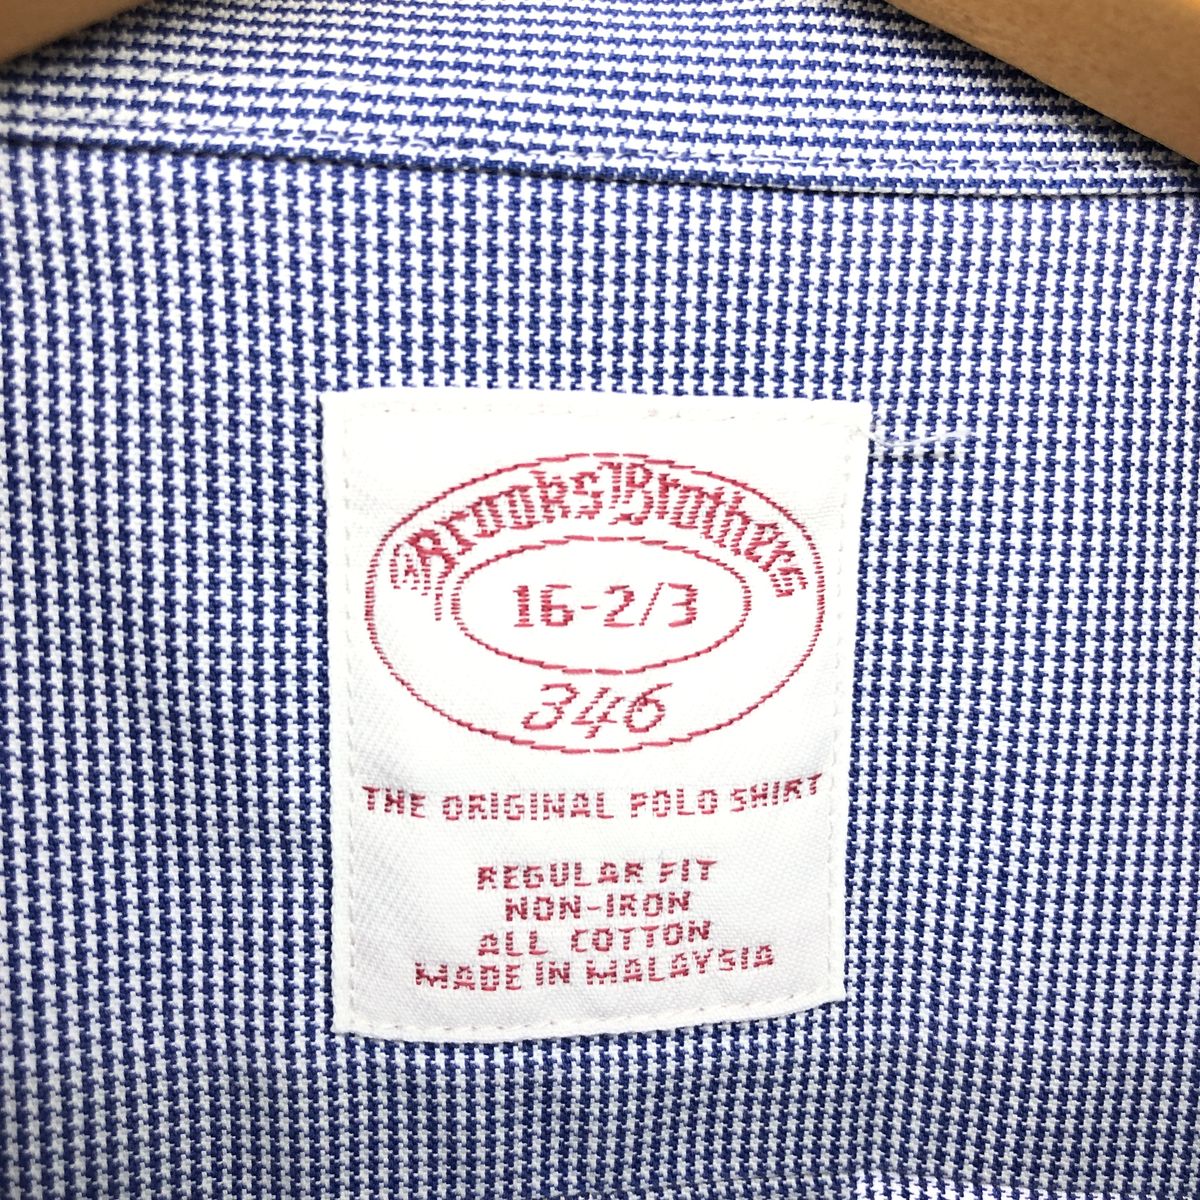 ® Brooks Brothers
16-2/3
346
THE ORIGINAL POLO SHIRT
REGULAR FIT
NON-IRON
ALL COTTON
MADE IN MALAYSIA